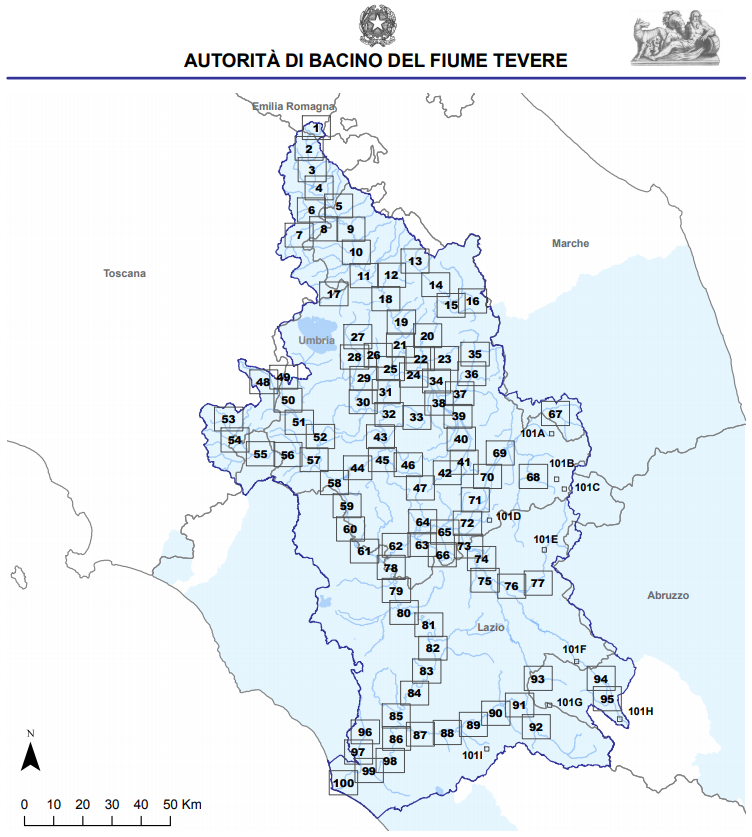 AUTORITÀ DI BACINO DEL FIUME TEVERE
Emilia Romagna
1
2
3
4
5
6
7 8 9
Marche
10
13
Toscana
11 12
14
17 18 15 16
19
20
27
Umbria
21
28 26 22 23 35
25
29 24 34 36
48 49
31 37
50 30 38
32 33 39
53 67
51
54 52 43 40 101A
55 56 57 45 46 41 69
44 42 101B
58 47 70 68 101C
59 71
60 64 72 101D
65
61 62 63 66 73 101E
74
78
75 76 77
79
Abruzzo
80
81
Lazio
82
101F
83
93 94
84 95
91 101G
85 90 101H
96 86 87 88 89 92
97 98 101I
99
100
N
0 10 20 30 40 50 Km